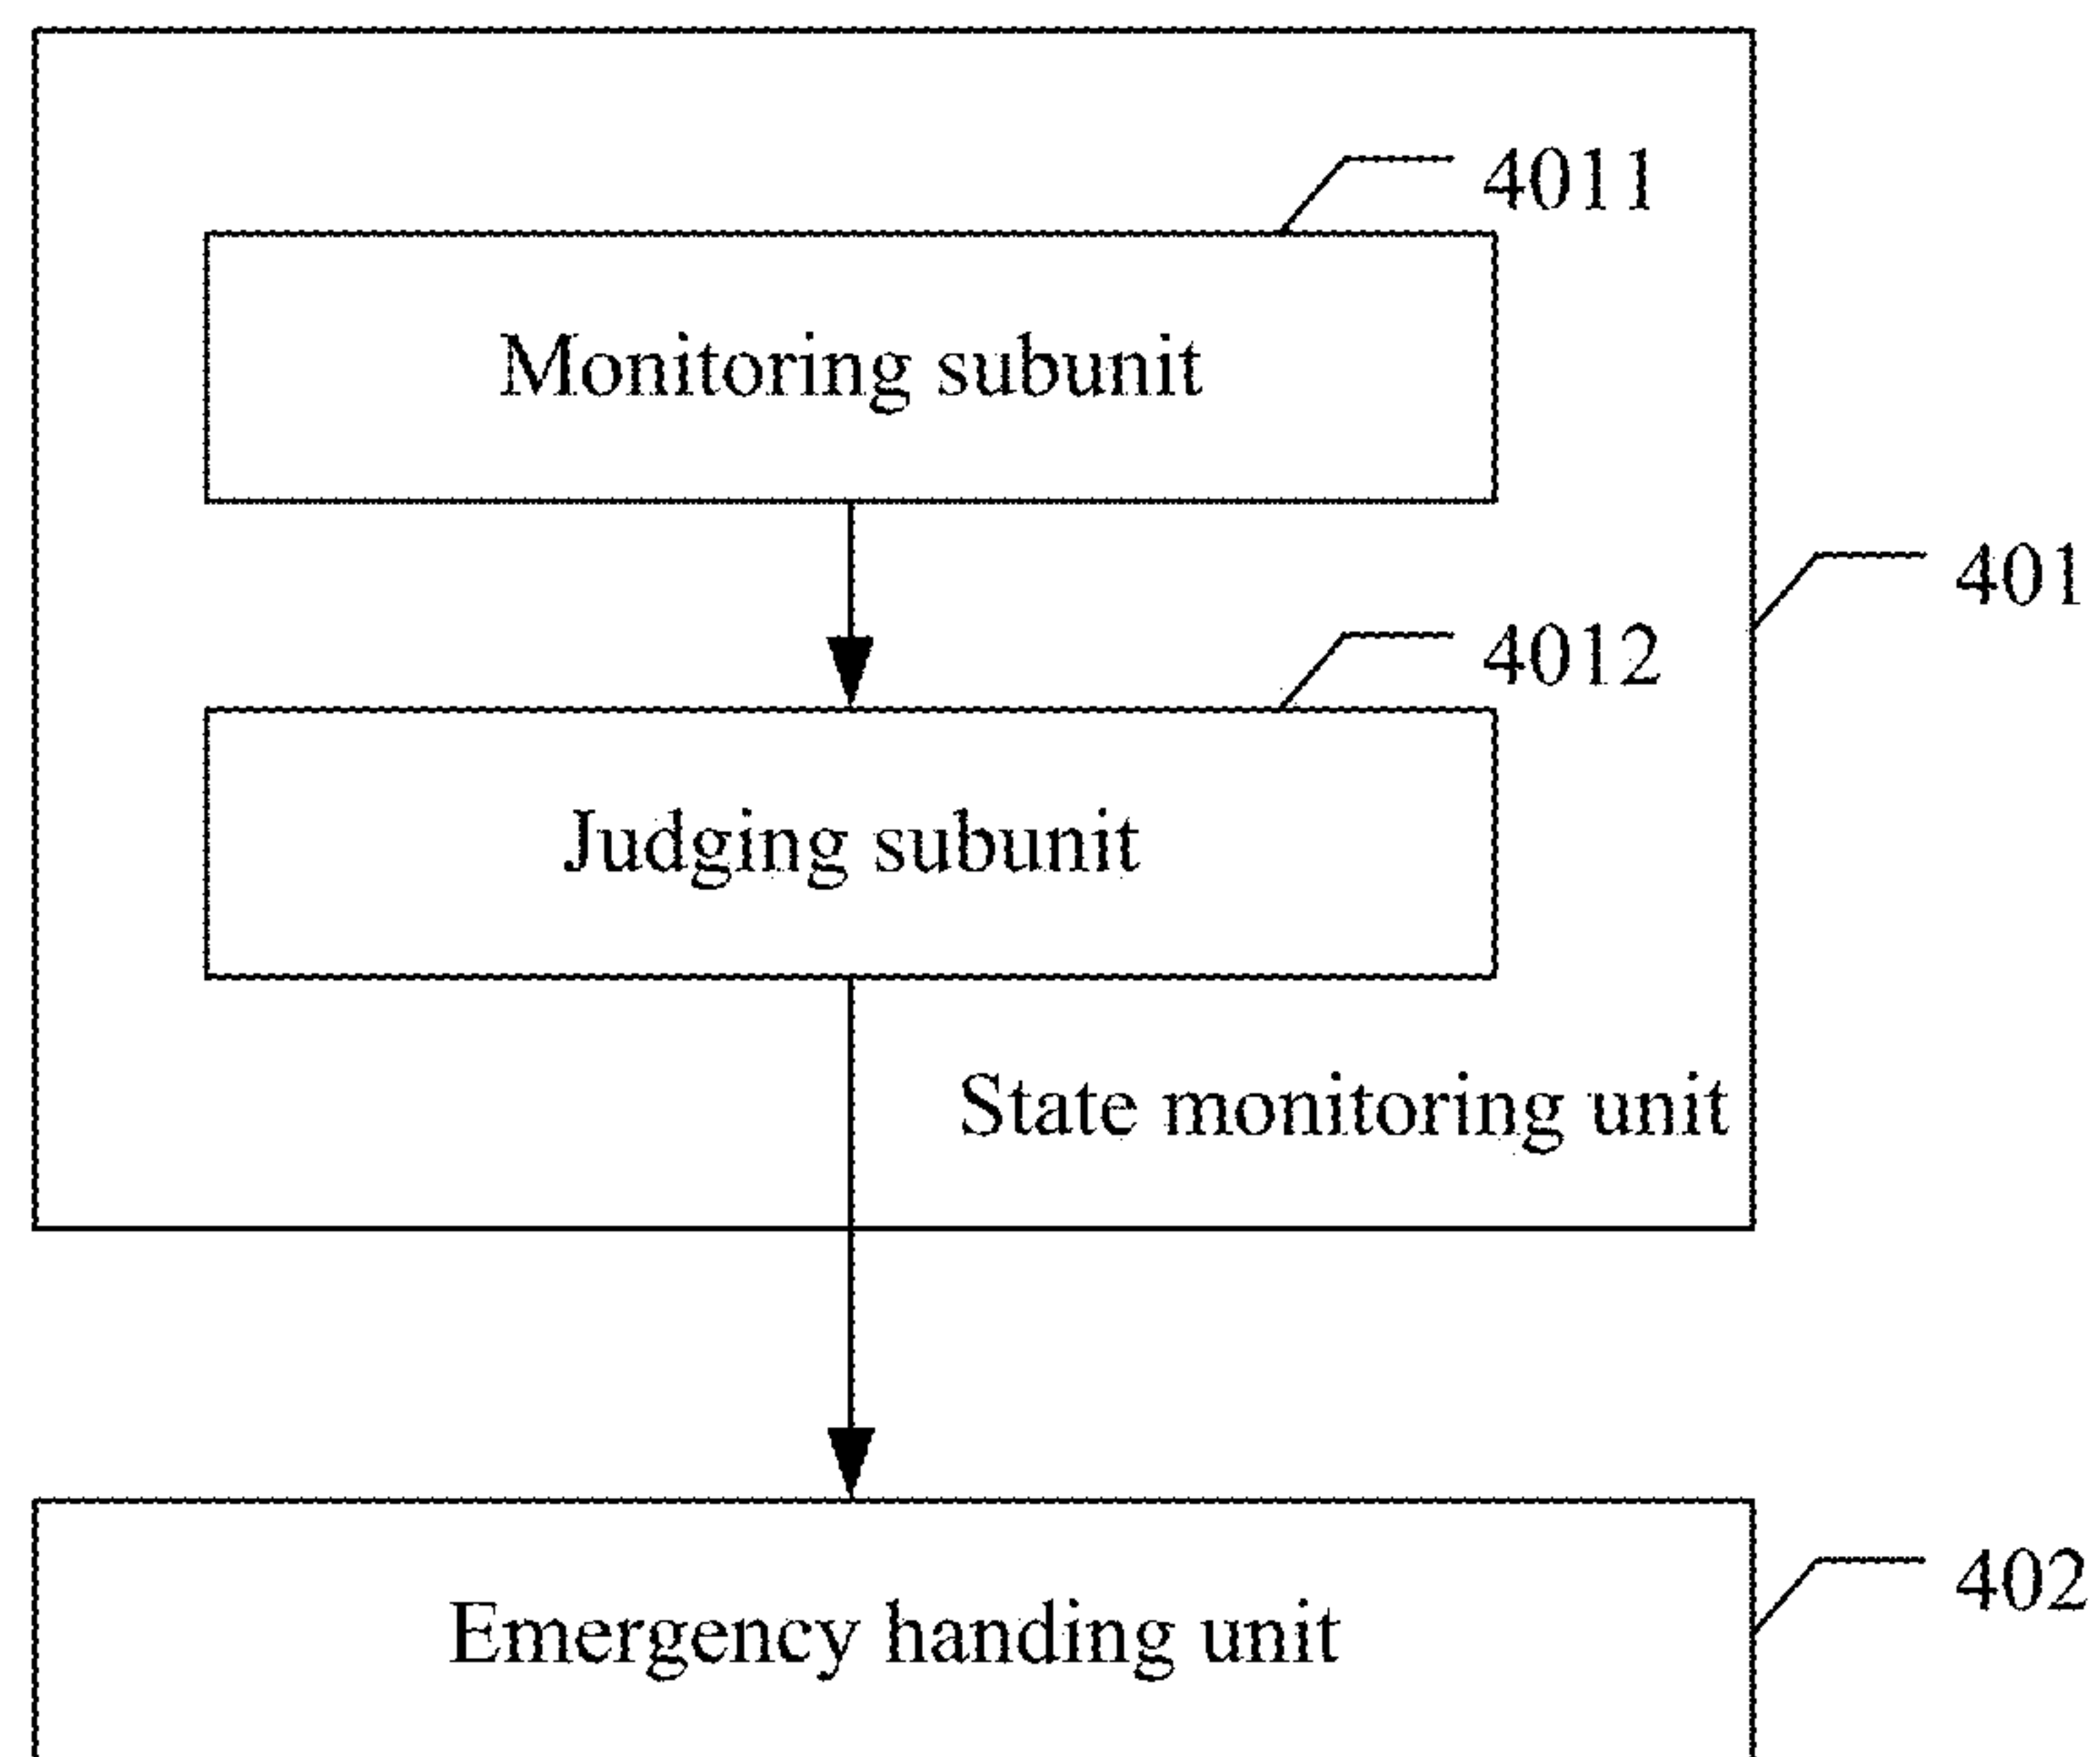 4011
Monitoring subunit
401
4012
Judging subunit
State monitoring unit
402
Emergency handing unit